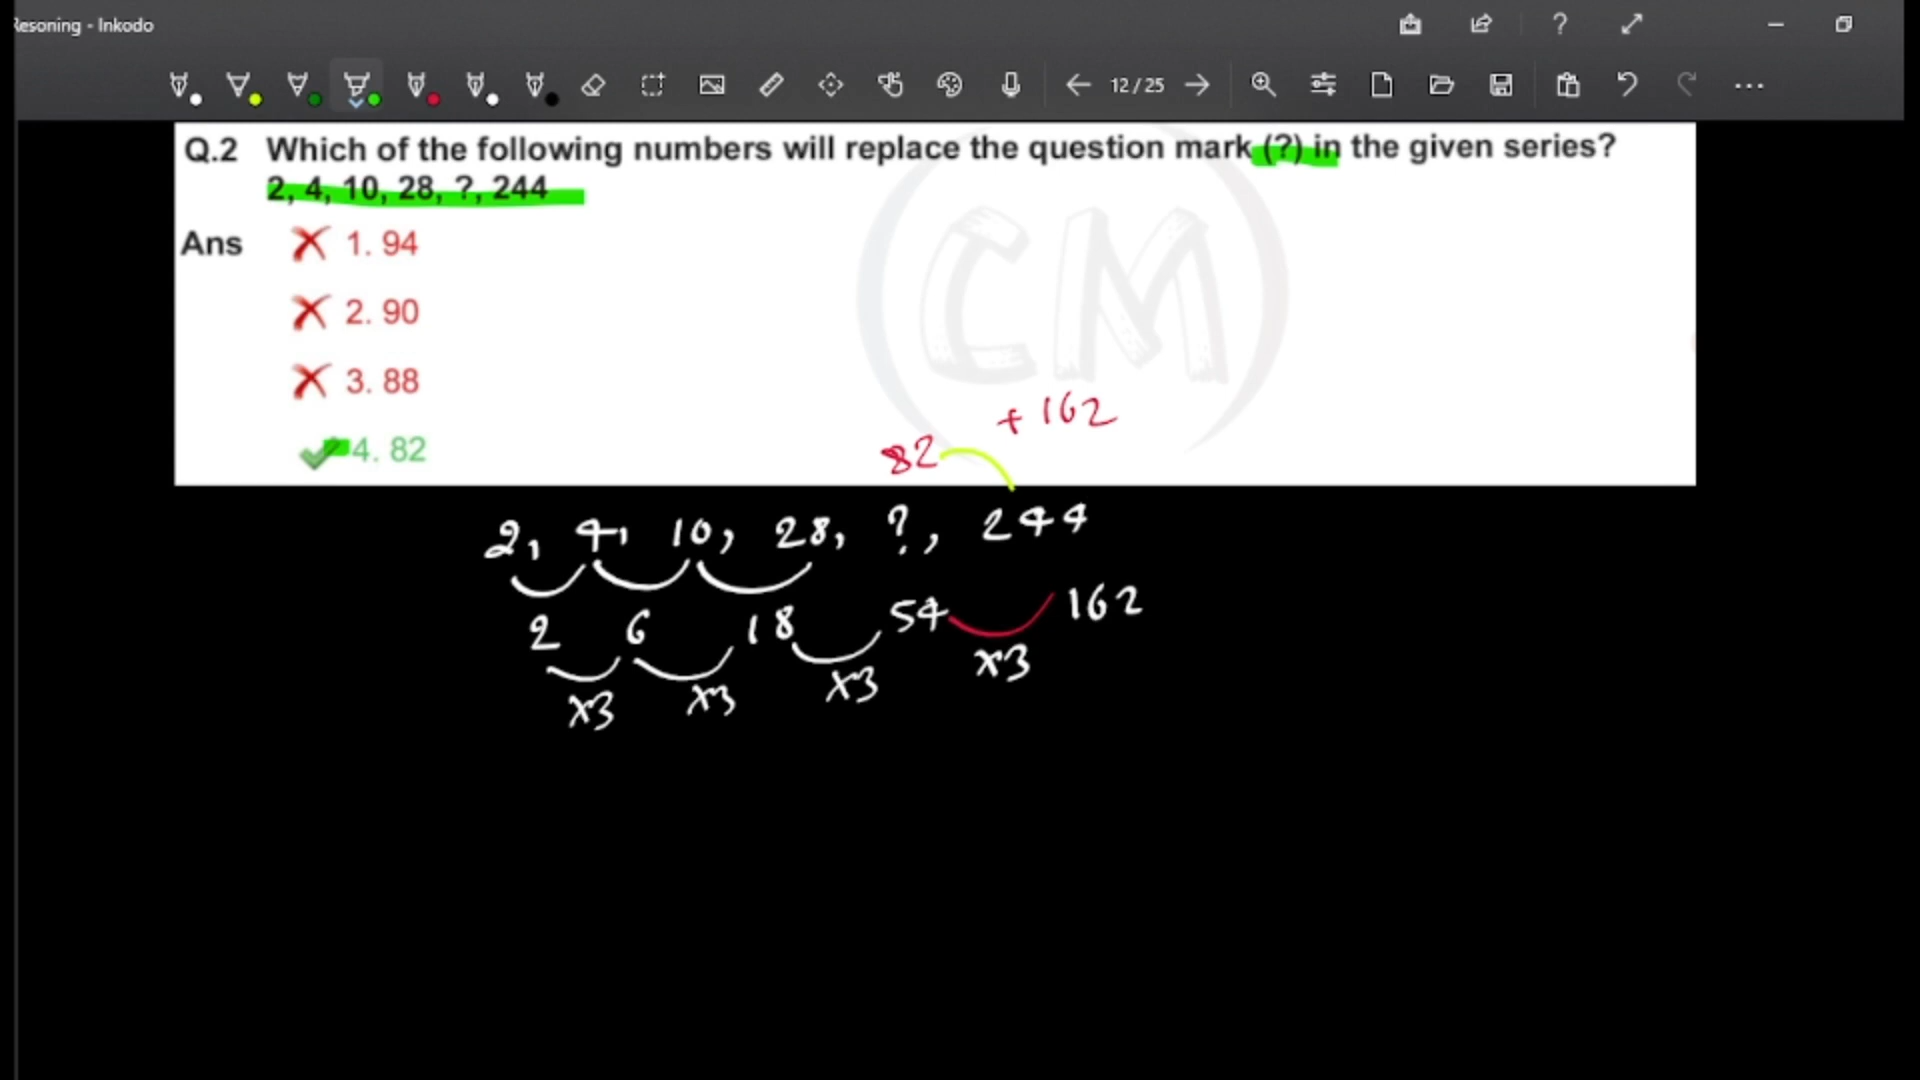 Resoning - Inkodo
12/25
Q.2 Which of the following numbers will replace the question mark (?) in the given series?
2, 4, 10, 28, ?, 244
Ans 1. 94
2. 90
3. 88
4. 82
CM
+162
82
2, 4, 10, 28, ?, 244
2 6 18 54 162
x3 x3 x3 x3